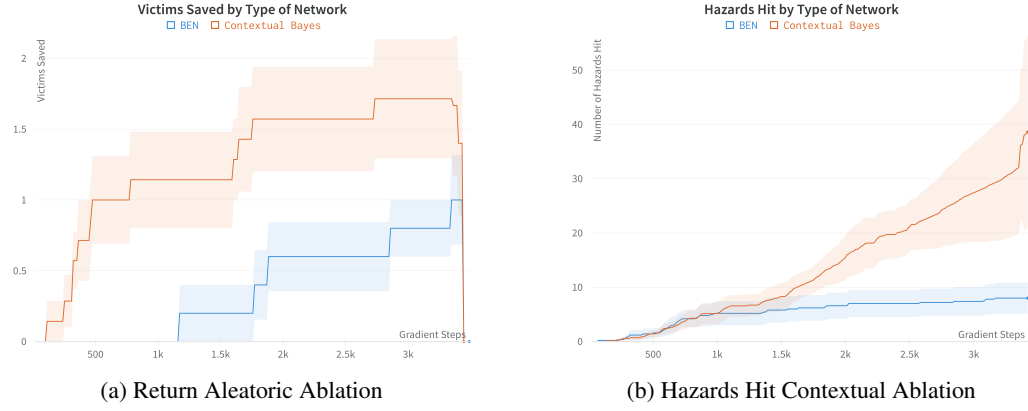 Victims Saved by Type of Network
BEN Contextual Bayes
Victims Saved
2
1.5
1
0.5
0
Gradient Steps
500 1k 1.5k 2k 2.5k 3k
(a) Return Aleatoric Ablation
Hazards Hit by Type of Network
BEN Contextual Bayes
Number of Hazards Hit
50
40
30
20
10
0
Gradient Steps
500 1k 1.5k 2k 2.5k 3k
(b) Hazards Hit Contextual Ablation